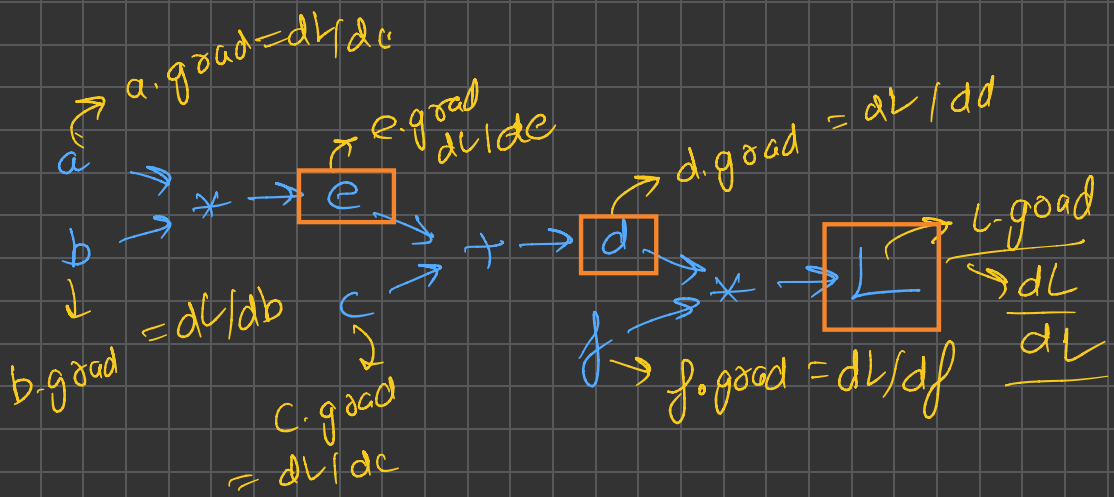 a.grad = dL/da
e.grad
dL/de
d.grad = dL/dd
a
b
*
e
+
d
*
L
L.grad
dL
dL
c
f
b.grad = dL/db
f.grad = dL/df
c.grad
= dL/dc